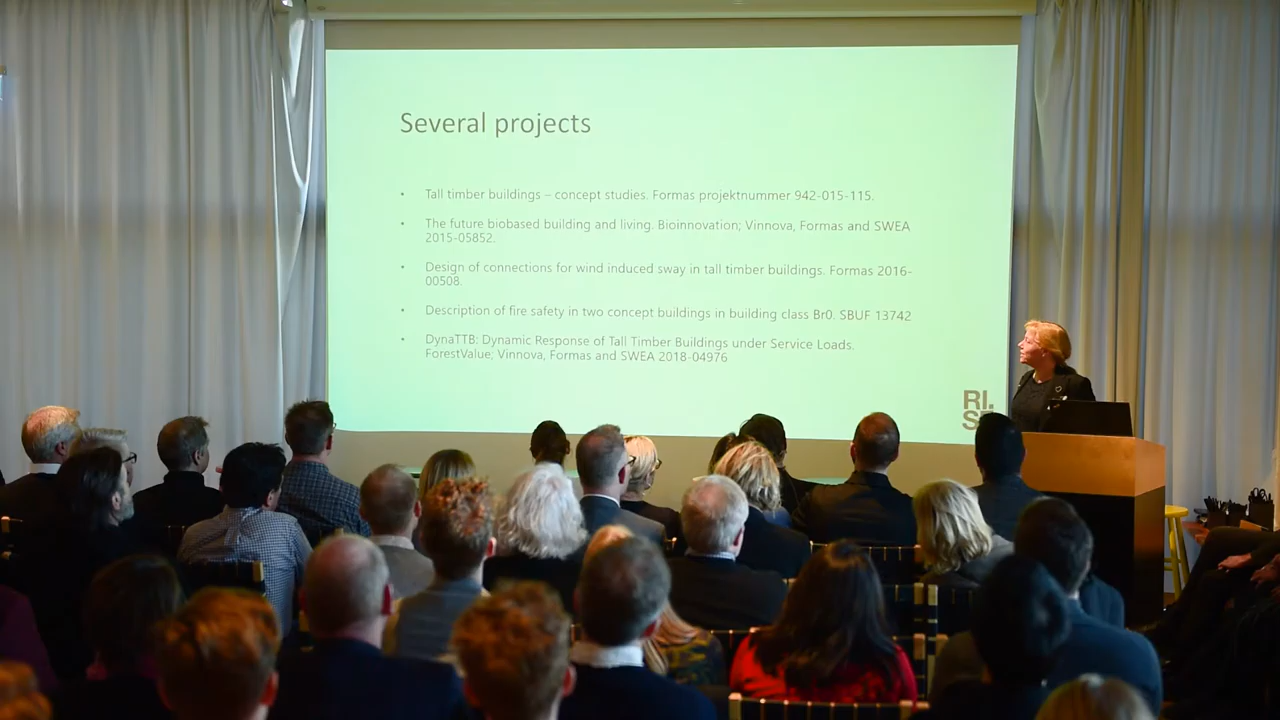 Several projects
• Tall timber buildings – concept studies. Formas projektnummer 942-015-115.
• The future biobased building and living. Bioinnovation; Vinnova, Formas and SWEA
2015-05852.
• Design of connections for wind induced sway in tall timber buildings. Formas 2016-
00508.
• Description of fire safety in two concept buildings in building class Br0. SBUF 13742
• DynaTTB: Dynamic Response of Tall Timber Buildings under Service Loads.
ForestValue; Vinnova, Formas and SWEA 2018-04976
RI.
SE